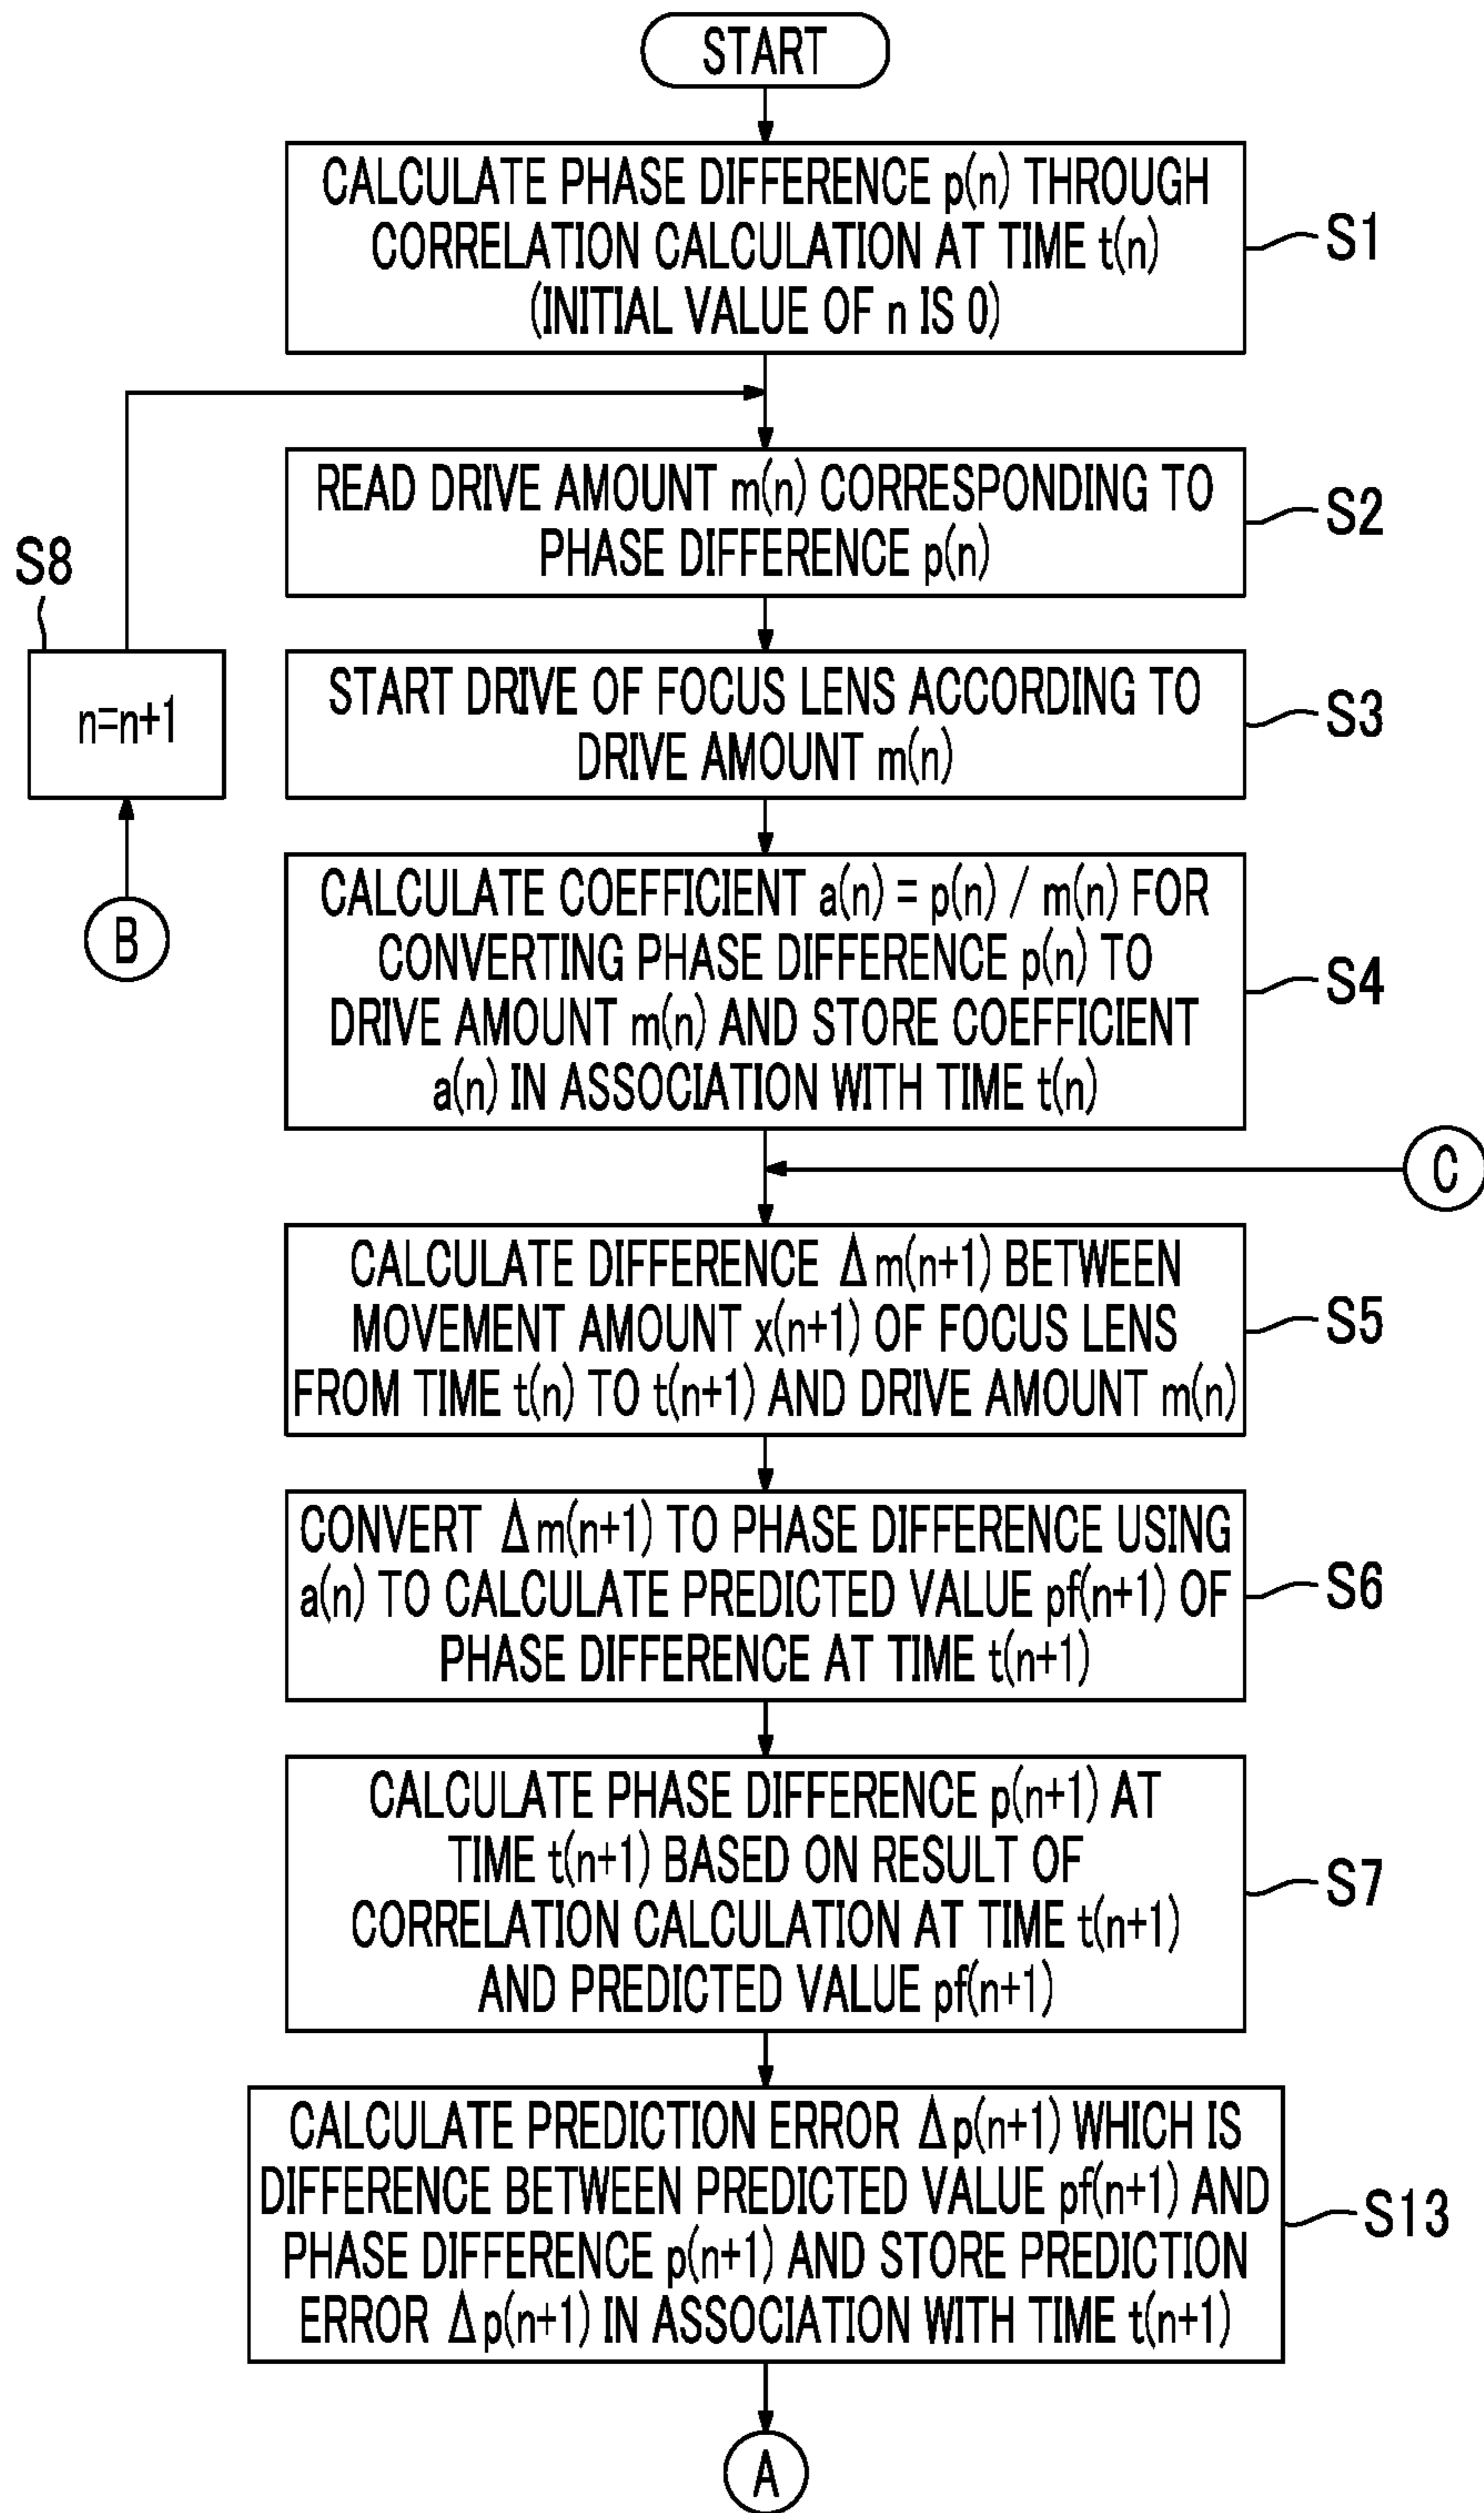 START
CALCULATE PHASE DIFFERENCE p(n) THROUGH
CORRELATION CALCULATION AT TIME t(n)
(INITIAL VALUE OF n IS 0)
S1
READ DRIVE AMOUNT m(n) CORRESPONDING TO
PHASE DIFFERENCE p(n)
S2
S8
n=n+1
B
START DRIVE OF FOCUS LENS ACCORDING TO
DRIVE AMOUNT m(n)
S3
CALCULATE COEFFICIENT a(n) = p(n) / m(n) FOR
CONVERTING PHASE DIFFERENCE p(n) TO
DRIVE AMOUNT m(n) AND STORE COEFFICIENT
a(n) IN ASSOCIATION WITH TIME t(n)
S4
C
CALCULATE DIFFERENCE Δm(n+1) BETWEEN
MOVEMENT AMOUNT x(n+1) OF FOCUS LENS
FROM TIME t(n) TO t(n+1) AND DRIVE AMOUNT m(n)
S5
CONVERT Δm(n+1) TO PHASE DIFFERENCE USING
a(n) TO CALCULATE PREDICTED VALUE pf(n+1) OF
PHASE DIFFERENCE AT TIME t(n+1)
S6
CALCULATE PHASE DIFFERENCE p(n+1) AT
TIME t(n+1) BASED ON RESULT OF
CORRELATION CALCULATION AT TIME t(n+1)
AND PREDICTED VALUE pf(n+1)
S7
CALCULATE PREDICTION ERROR Δp(n+1) WHICH IS
DIFFERENCE BETWEEN PREDICTED VALUE pf(n+1) AND
PHASE DIFFERENCE p(n+1) AND STORE PREDICTION
ERROR Δp(n+1) IN ASSOCIATION WITH TIME t(n+1)
S13
A